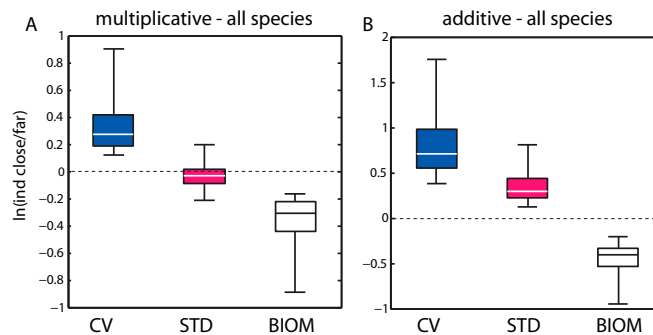 A
multiplicative - all species
ln(ind close/far)
1
0.8
0.6
0.4
0.2
0
−0.2
−0.4
−0.6
−0.8
−1
CV
STD
BIOM
B
additive - all species
2
1.5
1
0.5
0
−0.5
−1
CV
STD
BIOM